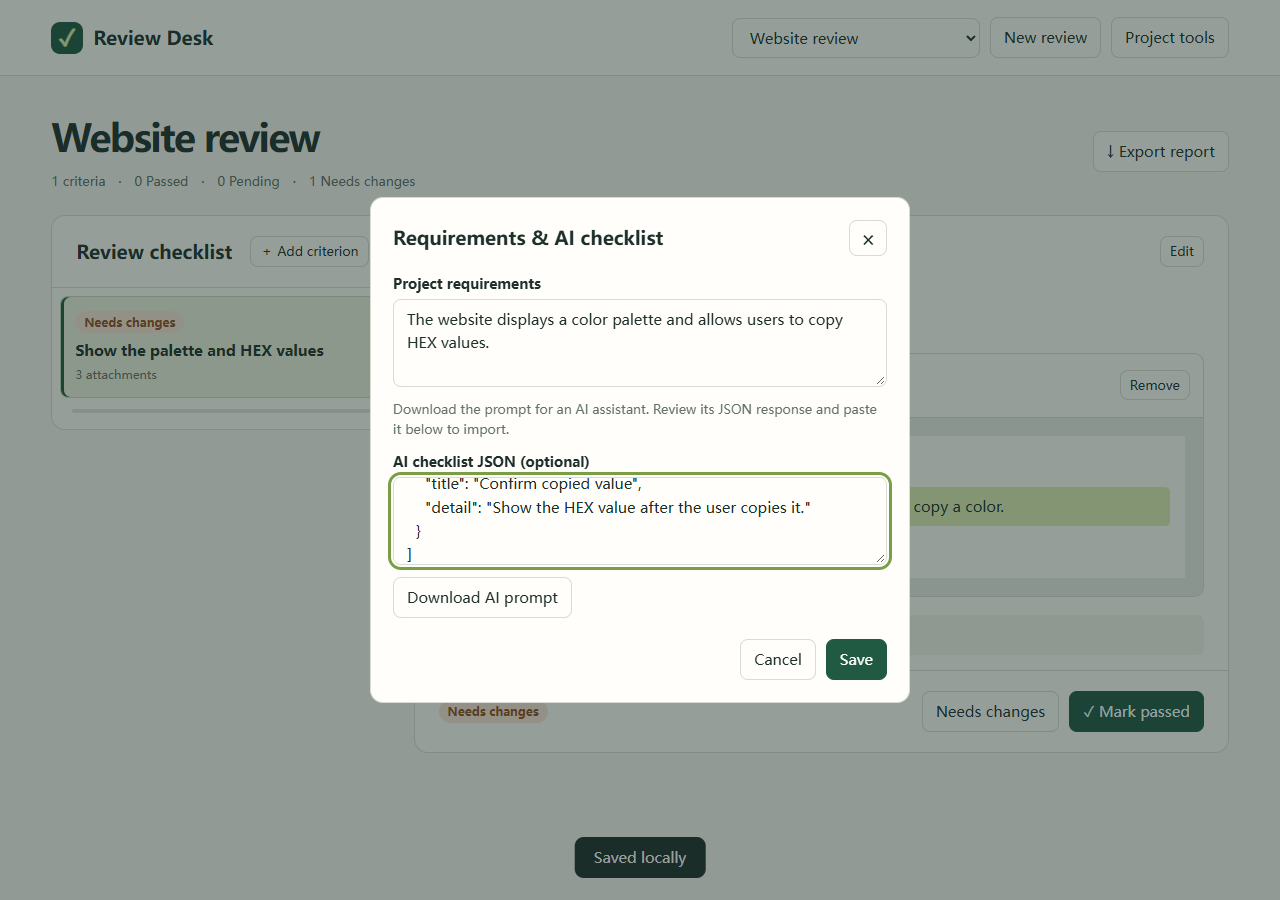 Review Desk
Website review
New review
Project tools
Website review
↓ Export report
1 criteria · 0 Passed · 0 Pending · 1 Needs changes
Review checklist
+ Add criterion
Edit
Needs changes
Show the palette and HEX values
3 attachments
Remove
copy a color.
Requirements & AI checklist
×
Project requirements
The website displays a color palette and allows users to copy
HEX values.
Download the prompt for an AI assistant. Review its JSON response and paste
it below to import.
AI checklist JSON (optional)
"title": "Confirm copied value",
"detail": "Show the HEX value after the user copies it."
}
]
Download AI prompt
Cancel
Save
Needs changes
Needs changes
✓ Mark passed
Saved locally